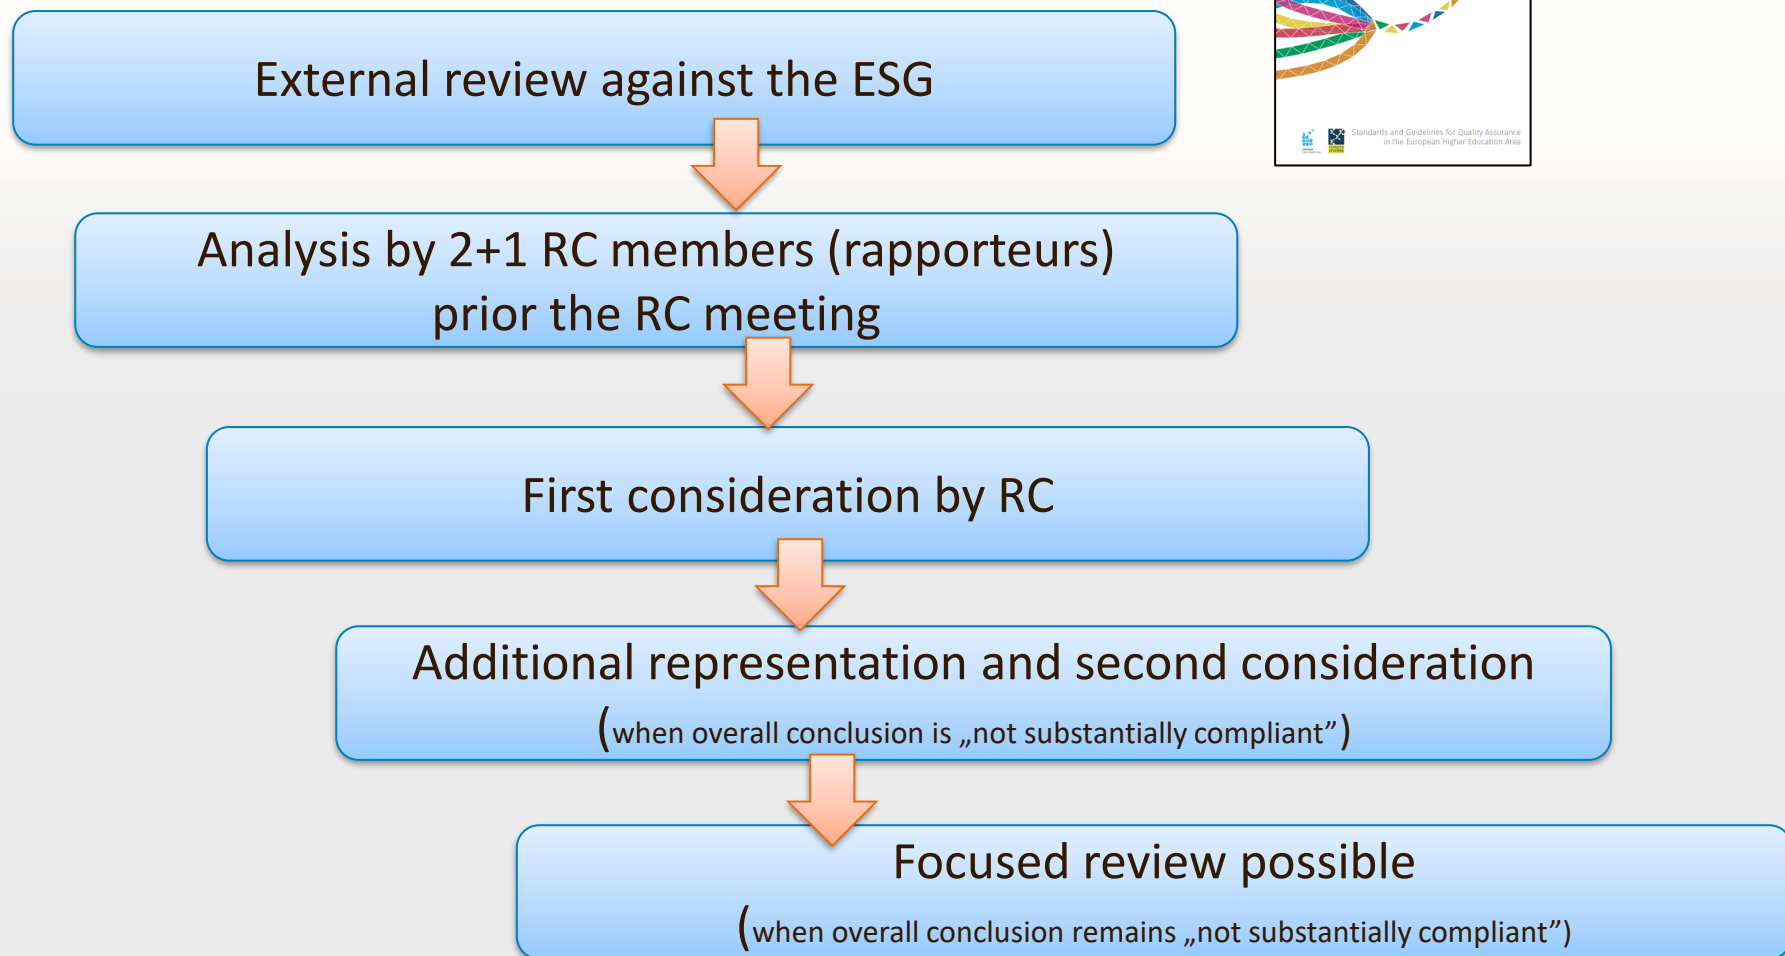 External review against the ESG
Standards and Guidelines for Quality Assurance
in the European Higher Education Area
Analysis by 2+1 RC members (rapporteurs)
prior the RC meeting
First consideration by RC
Additional representation and second consideration
(when overall conclusion is „not substantially compliant”)
Focused review possible
(when overall conclusion remains „not substantially compliant”)